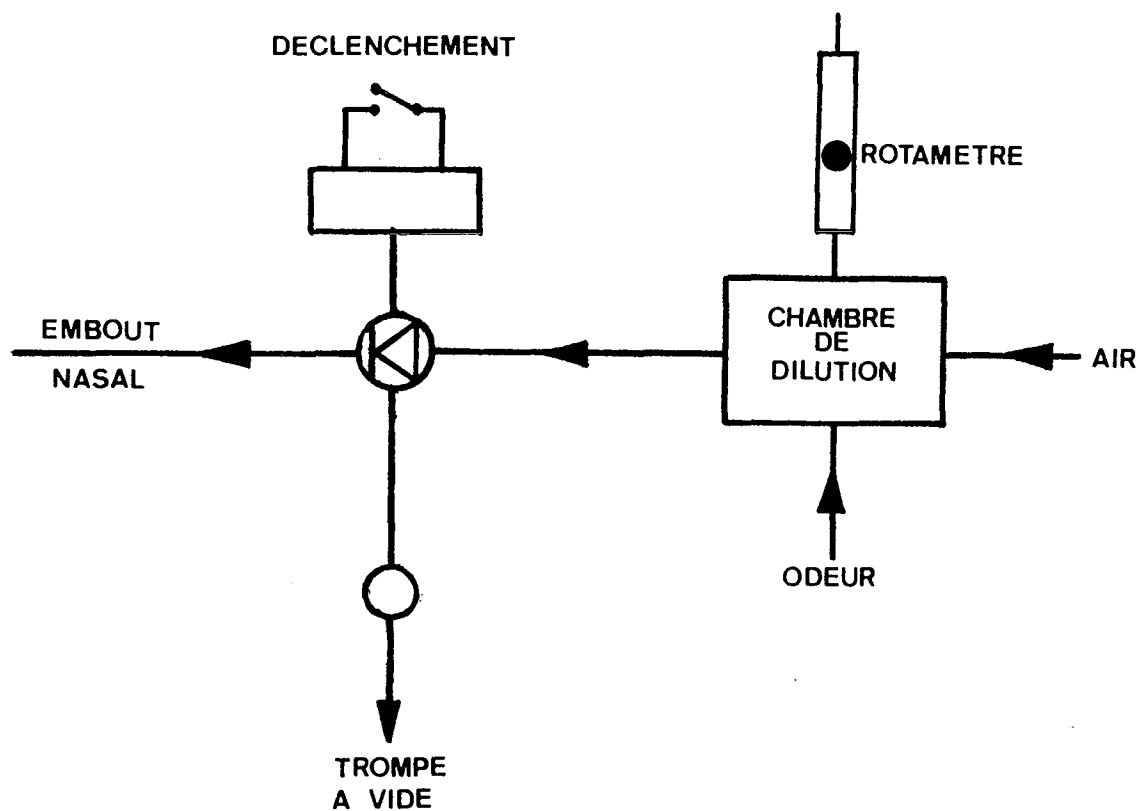 DECLENCHEMENT
ROTAMETRE
EMBOUT
NASAL
CHAMBRE
DE
DILUTION
AIR
ODEUR
TROMPE
A VIDE